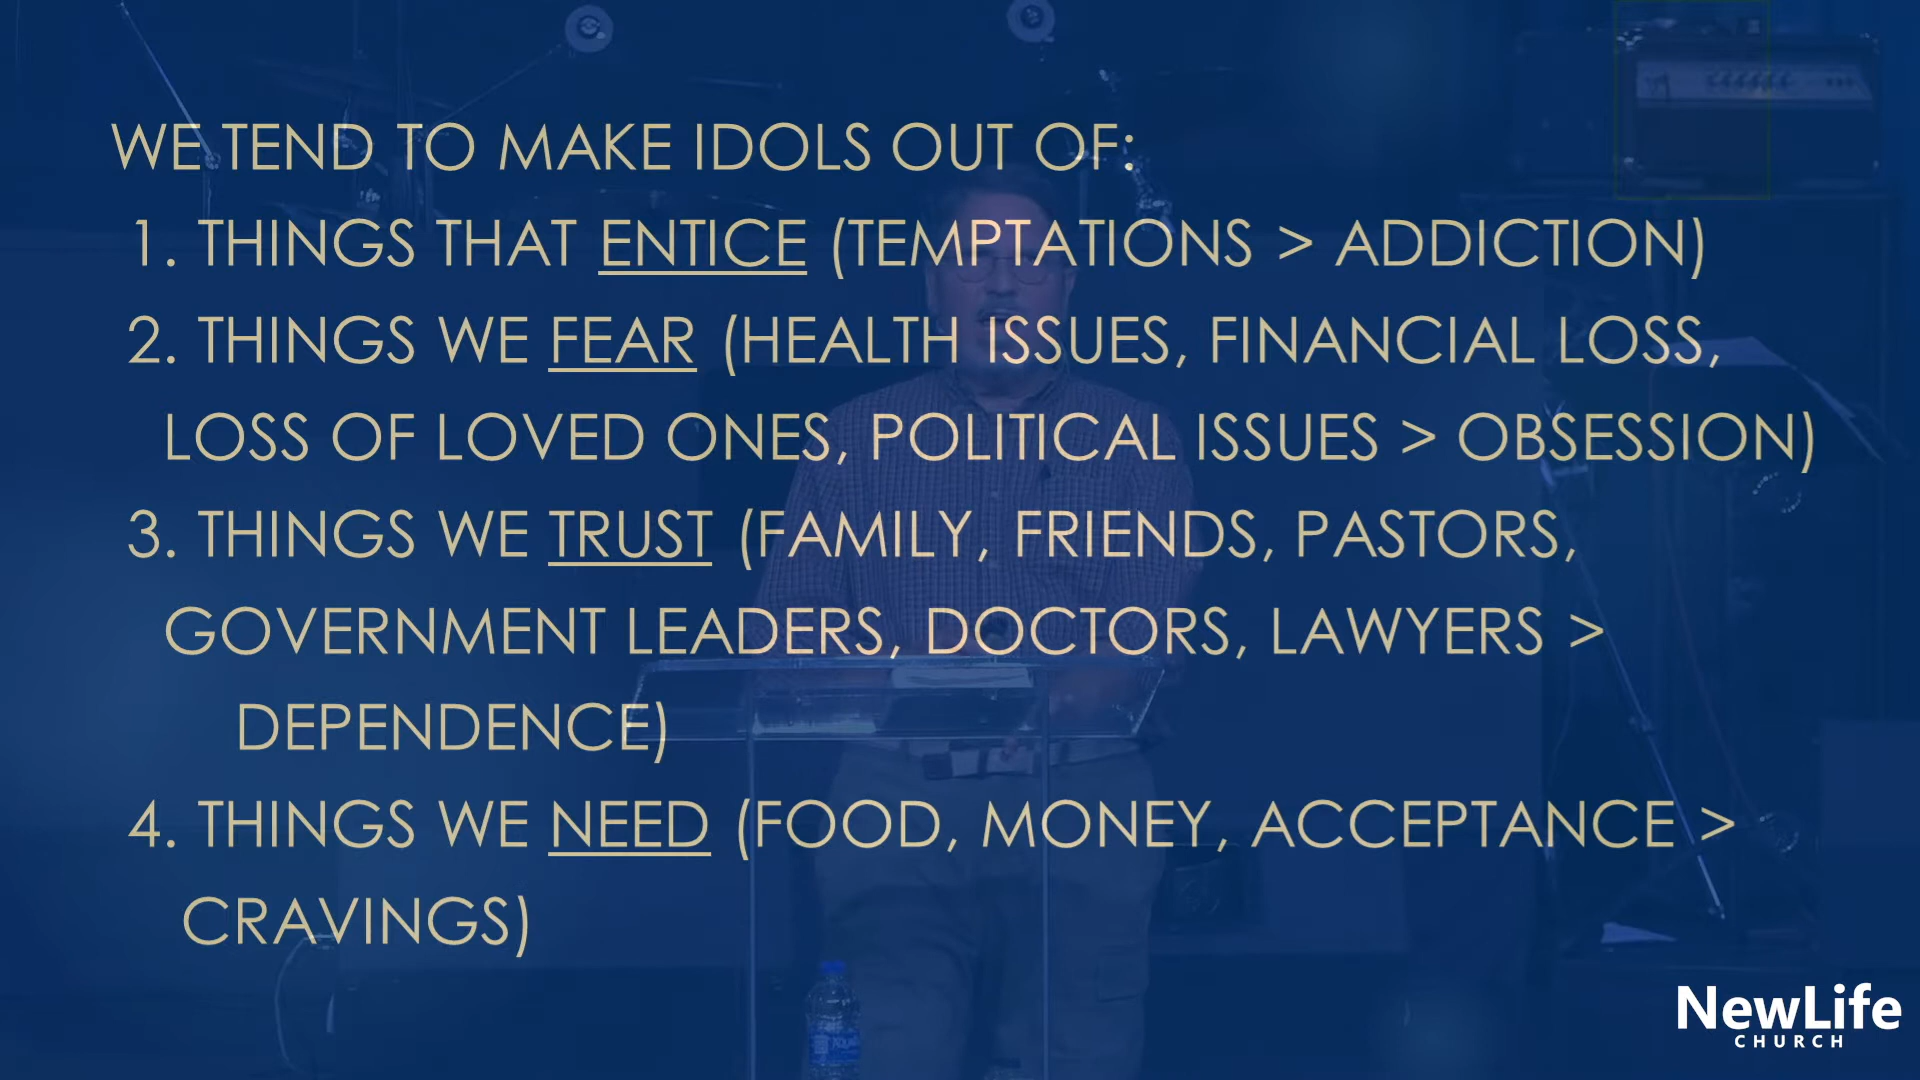 WE TEND TO MAKE IDOLS OUT OF:
1. THINGS THAT ENTICE (TEMPTATIONS > ADDICTION)
2. THINGS WE FEAR (HEALTH ISSUES, FINANCIAL LOSS,
LOSS OF LOVED ONES, POLITICAL ISSUES > OBSESSION)
3. THINGS WE TRUST (FAMILY, FRIENDS, PASTORS,
GOVERNMENT LEADERS, DOCTORS, LAWYERS >
DEPENDENCE)
4. THINGS WE NEED (FOOD, MONEY, ACCEPTANCE >
CRAVINGS)
NewLife
CHURCH